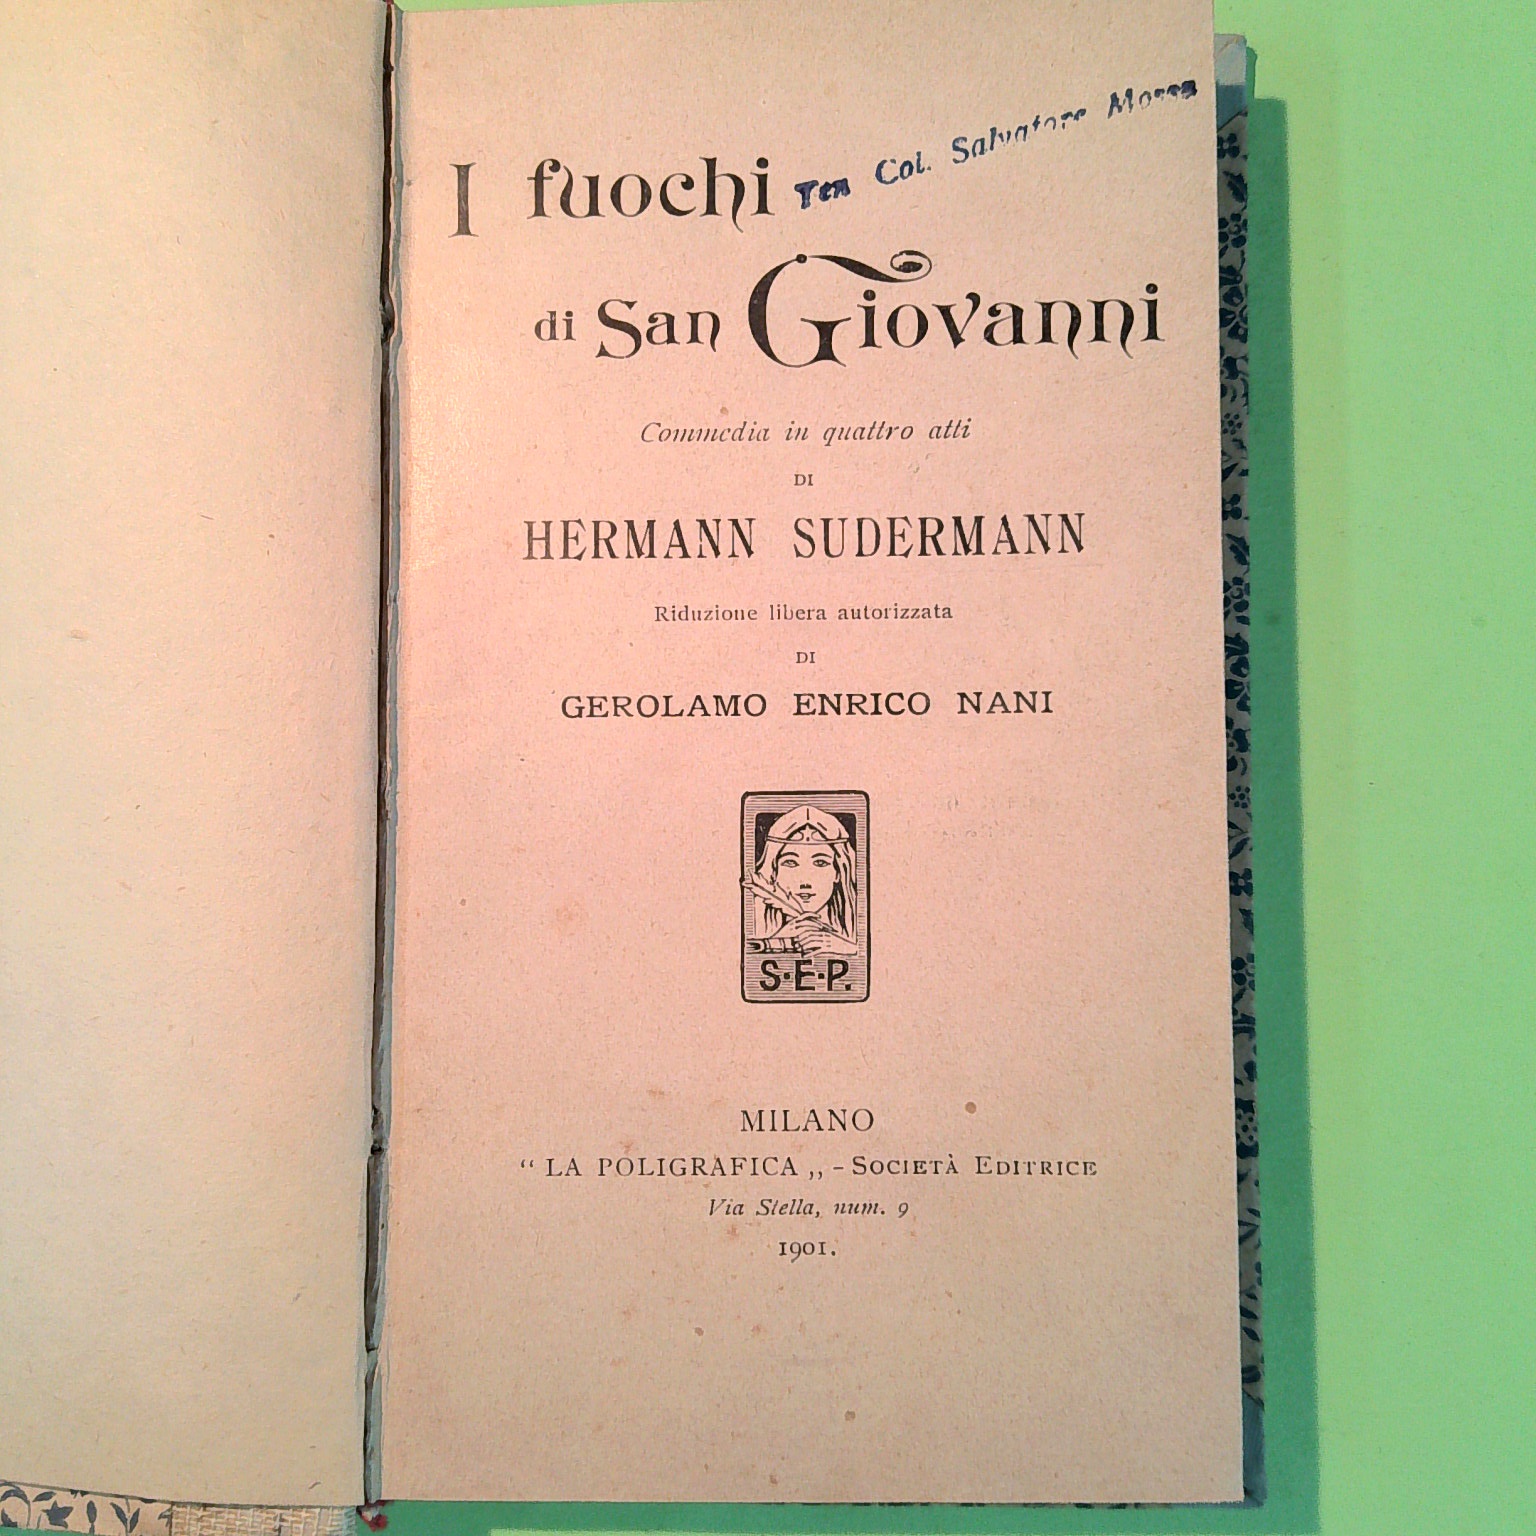 Ten Col. Salvatore Mossa
I fuochi
di San Giovanni
Commedia in quattro atti
DI
HERMANN SUDERMANN
Riduzione libera autorizzata
DI
GEROLAMO ENRICO NANI
S·E·P.
MILANO
“ LA POLIGRAFICA „ - SOCIETÀ EDITRICE
Via Stella, num. 9
1901.